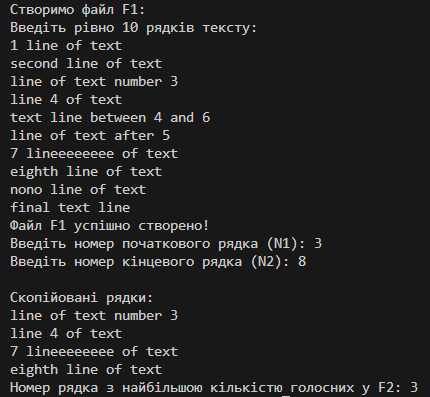 Створимо файл F1:
Введіть рівно 10 рядків тексту:
1 line of text
second line of text
line of text number 3
line 4 of text
text line between 4 and 6
line of text after 5
7 lineeeeeeee of text
eighth line of text
nono line of text
final text line
Файл F1 успішно створено!
Введіть номер початкового рядка (N1): 3
Введіть номер кінцевого рядка (N2): 8

Скопійовані рядки:
line of text number 3
line 4 of text
7 lineeeeeeee of text
eighth line of text
Номер рядка з найбільшою кількістю голосних у F2: 3